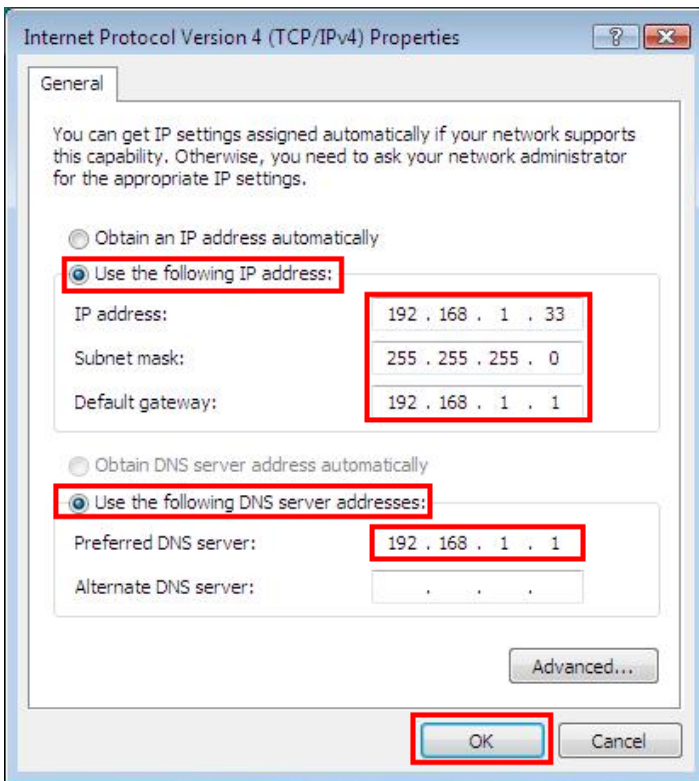 Internet Protocol Version 4 (TCP/IPv4) Properties
General
You can get IP settings assigned automatically if your network supports
this capability. Otherwise, you need to ask your network administrator
for the appropriate IP settings.
Obtain an IP address automatically
Use the following IP address:
IP address: 192 . 168 . 1 . 33
Subnet mask: 255 . 255 . 255 . 0
Default gateway: 192 . 168 . 1 . 1
Obtain DNS server address automatically
Use the following DNS server addresses:
Preferred DNS server: 192 . 168 . 1 . 1
Alternate DNS server: . . .
Advanced...
OK Cancel